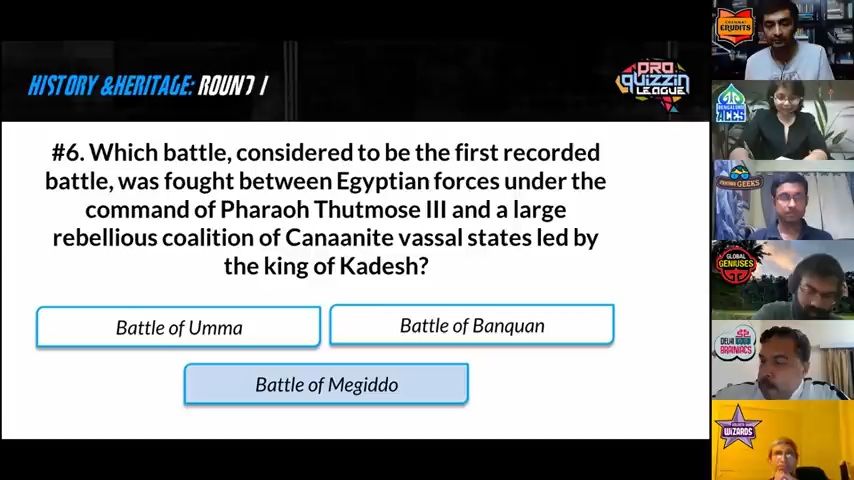 HISTORY &HERITAGE: ROUND 1
PRO
QUIZZIN
LEAGUE
#6. Which battle, considered to be the first recorded
battle, was fought between Egyptian forces under the
command of Pharaoh Thutmose III and a large
rebellious coalition of Canaanite vassal states led by
the king of Kadesh?
Battle of Umma
Battle of Banquan
Battle of Megiddo
ERUDITS
BENGALURU
ACES
GEEKS
GLOBAL
GENIUSES
DELHI
BRAINIACS
WIZARDS